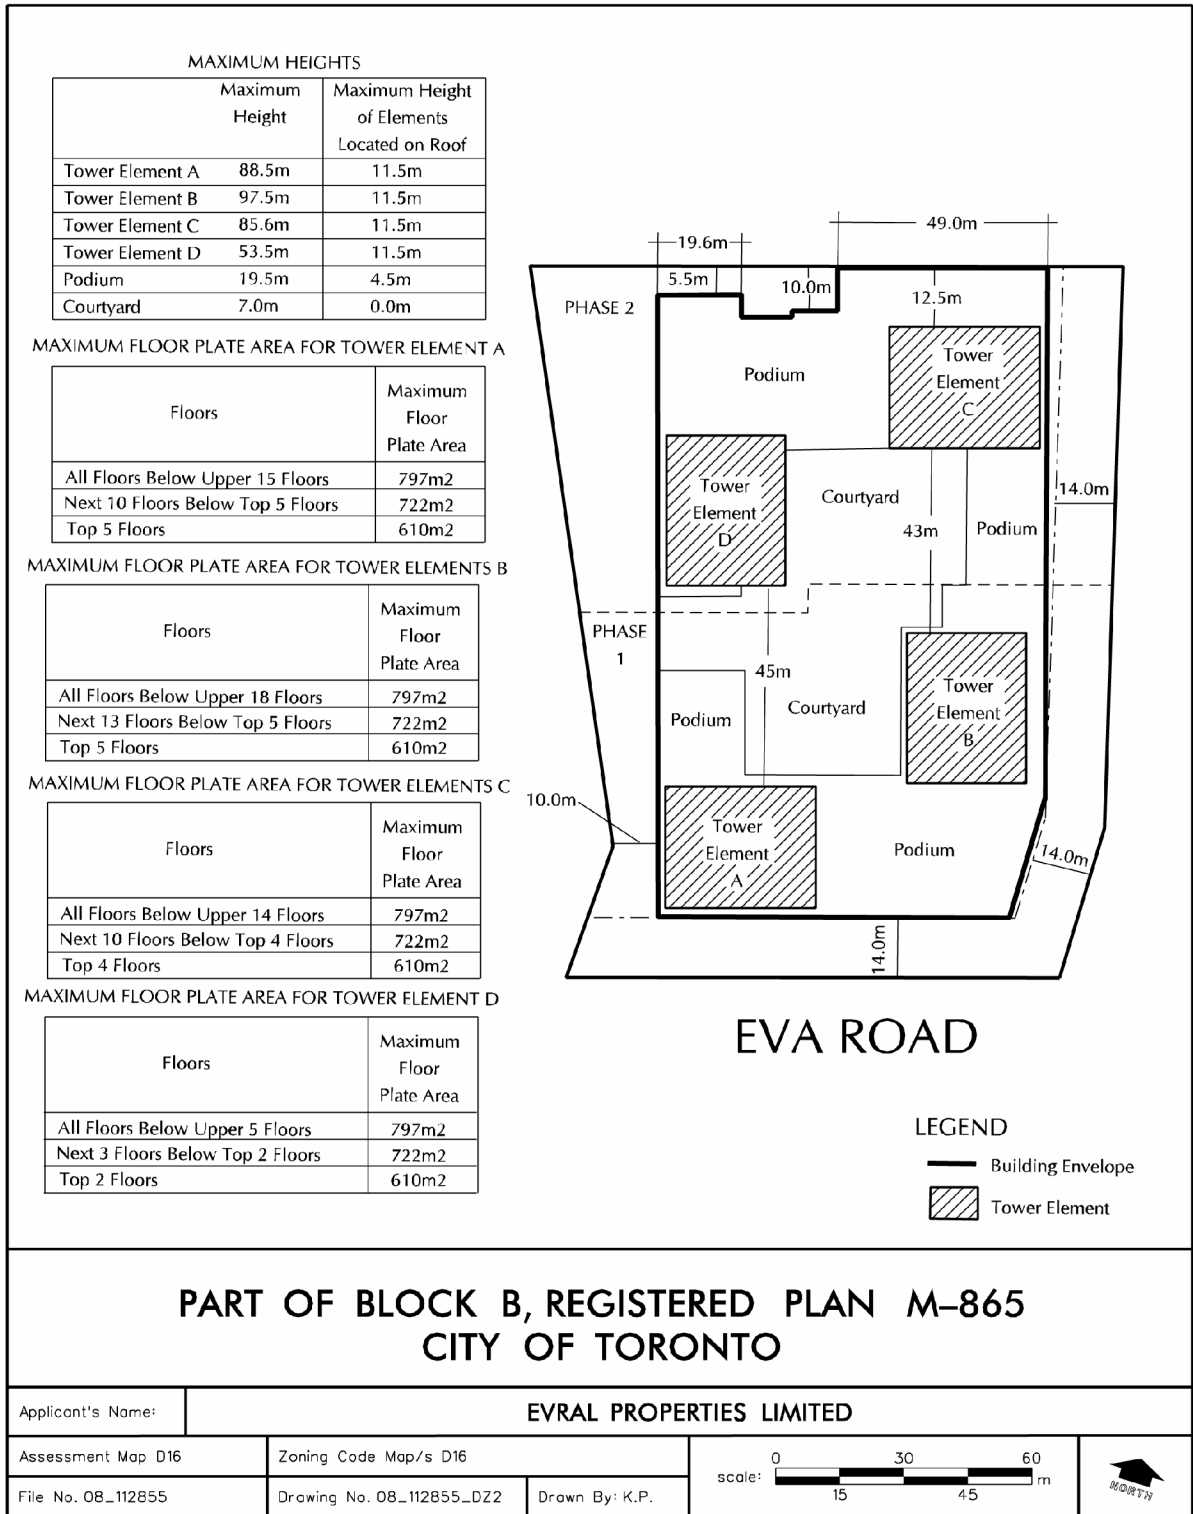 MAXIMUM HEIGHTS
Maximum Height
Maximum Height of Elements Located on Roof
Tower Element A 88.5m 11.5m
Tower Element B 97.5m 11.5m
Tower Element C 85.6m 11.5m
Tower Element D 53.5m 11.5m
Podium 19.5m 4.5m
Courtyard 7.0m 0.0m
MAXIMUM FLOOR PLATE AREA FOR TOWER ELEMENT A
Floors
Maximum
Floor
Plate Area
All Floors Below Upper 15 Floors 797m2
Next 10 Floors Below Top 5 Floors 722m2
Top 5 Floors 610m2
MAXIMUM FLOOR PLATE AREA FOR TOWER ELEMENTS B
Floors
Maximum
Floor
Plate Area
All Floors Below Upper 18 Floors 797m2
Next 13 Floors Below Top 5 Floors 722m2
Top 5 Floors 610m2
MAXIMUM FLOOR PLATE AREA FOR TOWER ELEMENTS C
Floors
Maximum
Floor
Plate Area
All Floors Below Upper 14 Floors 797m2
Next 10 Floors Below Top 4 Floors 722m2
Top 4 Floors 610m2
MAXIMUM FLOOR PLATE AREA FOR TOWER ELEMENT D
Floors
Maximum
Floor
Plate Area
All Floors Below Upper 5 Floors 797m2
Next 3 Floors Below Top 2 Floors 722m2
Top 2 Floors 610m2
49.0m
19.6m
5.5m
10.0m
12.5m
PHASE 2
Podium
Tower
Element
C
Tower
Element
D
Courtyard
14.0m
43m
Podium
PHASE
1
45m
Podium
Courtyard
Tower
Element
B
10.0m
Tower
Element
A
Podium
14.0m
14.0m
EVA ROAD
LEGEND
Building Envelope
Tower Element
PART OF BLOCK B, REGISTERED PLAN M–865
CITY OF TORONTO
Applicant's Name:
EVRAL PROPERTIES LIMITED
Assessment Map D16
Zoning Code Map/s D16
File No. 08_112855
Drawing No. 08_112855_DZ2
Drawn By: K.P.
scale:
0 30 60
m
15 45
NORTH